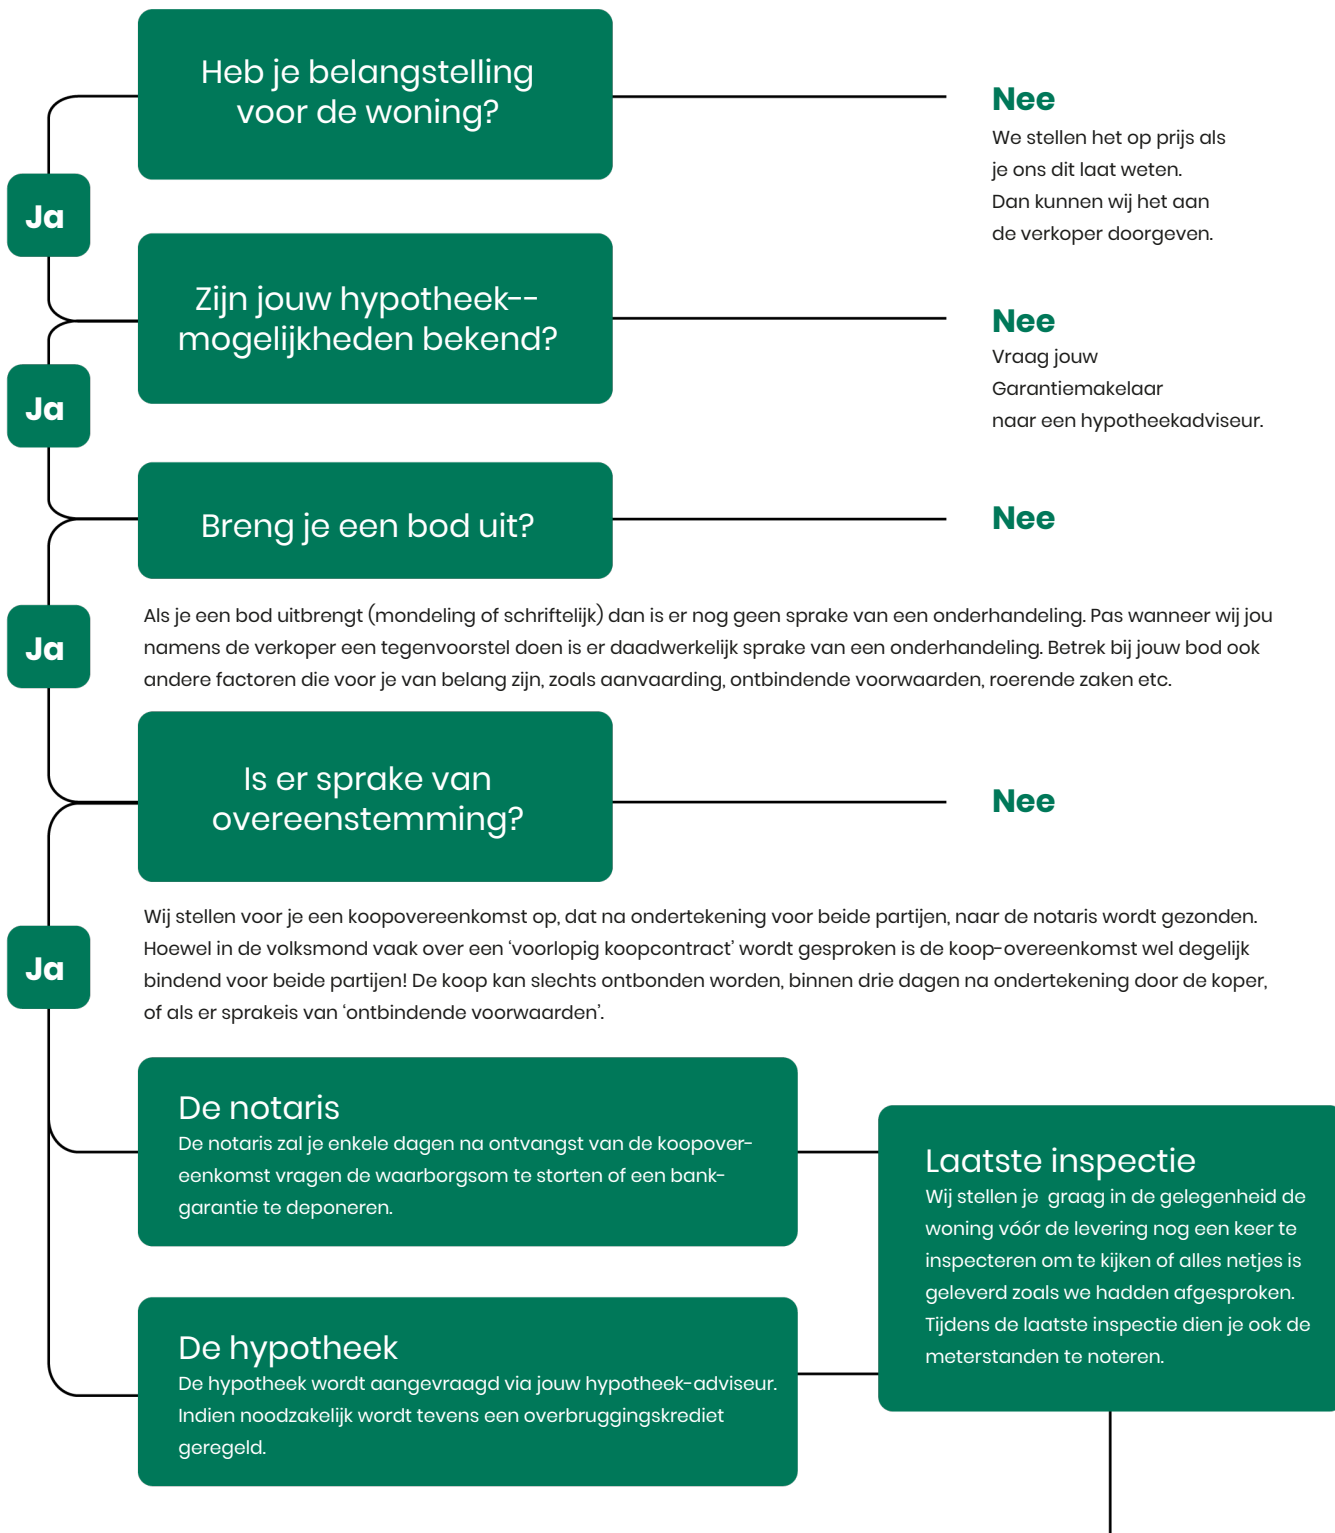 Heb je belangstelling
voor de woning?
Nee
We stellen het op prijs als
je ons dit laat weten.
Dan kunnen wij het aan
de verkoper doorgeven.
Ja
Zijn jouw hypotheek--
mogelijkheden bekend?
Nee
Vraag jouw
Garantiemakelaar
naar een hypotheekadviseur.
Ja
Breng je een bod uit?
Nee
Ja
Als je een bod uitbrengt (mondeling of schriftelijk) dan is er nog geen sprake van een onderhandeling. Pas wanneer wij jou
namens de verkoper een tegenvoorstel doen is er daadwerkelijk sprake van een onderhandeling. Betrek bij jouw bod ook
andere factoren die voor je van belang zijn, zoals aanvaarding, ontbindende voorwaarden, roerende zaken etc.
Is er sprake van
overeenstemming?
Nee
Ja
Wij stellen voor je een koopovereenkomst op, dat na ondertekening voor beide partijen, naar de notaris wordt gezonden.
Hoewel in de volksmond vaak over een ‘voorlopig koopcontract’ wordt gesproken is de koop-overeenkomst wel degelijk
bindend voor beide partijen! De koop kan slechts ontbonden worden, binnen drie dagen na ondertekening door de koper,
of als er sprakeis van ‘ontbindende voorwaarden’.
De notaris
De notaris zal je enkele dagen na ontvangst van de koopover-
eenkomst vragen de waarborgsom te storten of een bank-
garantie te deponeren.
Laatste inspectie
Wij stellen je  graag in de gelegenheid de
woning vóór de levering nog een keer te
inspecteren om te kijken of alles netjes is
geleverd zoals we hadden afgesproken.
Tijdens de laatste inspectie dien je ook de
meterstanden te noteren.
De hypotheek
De hypotheek wordt aangevraagd via jouw hypotheek-adviseur.
Indien noodzakelijk wordt tevens een overbruggingskrediet
geregeld.